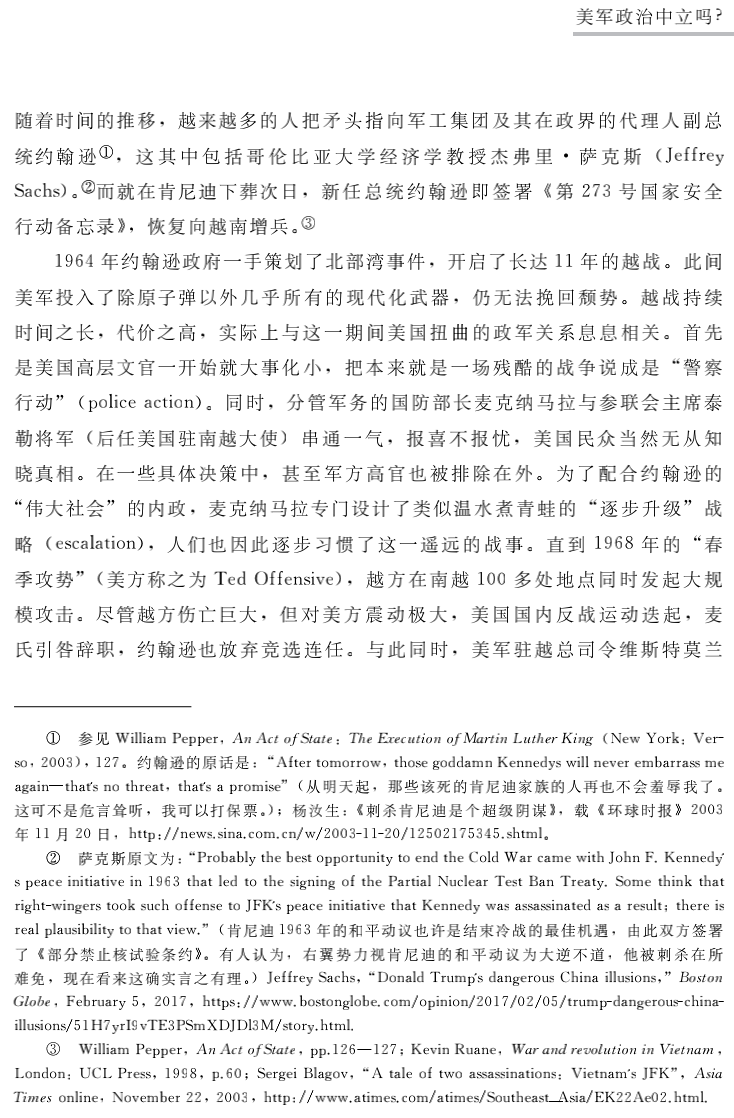 美军政治中立吗?
随着时间的推移，越来越多的人把矛头指向军工集团及其在政界的代理人副总
统约翰逊①，这其中包括哥伦比亚大学经济学教授杰弗里·萨克斯（Jeffrey
Sachs）。②而就在肯尼迪下葬次日，新任总统约翰逊即签署《第 273 号国家安全
行动备忘录》，恢复向越南增兵。③
1964 年约翰逊政府一手策划了北部湾事件，开启了长达 11 年的越战。此间
美军投入了除原子弹以外几乎所有的现代化武器，仍无法挽回颓势。越战持续
时间之长，代价之高，实际上与这一期间美国扭曲的政军关系息息相关。首先
是美国高层文官一开始就大事化小，把本来就是一场残酷的战争说成是“警察
行动”（police action）。同时，分管军务的国防部长麦克纳马拉与参联会主席泰
勒将军（后任美国驻南越大使）串通一气，报喜不报忧，美国民众当然无从知
晓真相。在一些具体决策中，甚至军方高官也被排除在外。为了配合约翰逊的
“伟大社会”的内政，麦克纳马拉专门设计了类似温水煮青蛙的“逐步升级”战
略（escalation），人们也因此逐步习惯了这一遥远的战事。直到 1968 年的“春
季攻势”（美方称之为 Ted Offensive），越方在南越 100 多处地点同时发起大规
模攻击。尽管越方伤亡巨大，但对美方震动极大，美国国内反战运动迭起，麦
氏引咎辞职，约翰逊也放弃竞选连任。与此同时，美军驻越总司令维斯特莫兰
① 参见 William Pepper, An Act of State: The Execution of Martin Luther King（New York: Ver-
so, 2003），127。约翰逊的原话是：“After tomorrow, those goddamn Kennedys will never embarrass me
again—that's no threat, that's a promise”（从明天起，那些该死的肯尼迪家族的人再也不会羞辱我了。
这可不是危言耸听，我可以打保票。）；杨汝生：《刺杀肯尼迪是个超级阴谋》，载《环球时报》2003
年 11 月 20 日，http://news.sina.com.cn/w/2003-11-20/12502175345.shtml。
② 萨克斯原文为：“Probably the best opportunity to end the Cold War came with John F. Kennedy'
s peace initiative in 1963 that led to the signing of the Partial Nuclear Test Ban Treaty. Some think that
right-wingers took such offense to JFK's peace initiative that Kennedy was assassinated as a result; there is
real plausibility to that view.”（肯尼迪 1963 年的和平动议也许是结束冷战的最佳机遇，由此双方签署
了《部分禁止核试验条约》。有人认为，右翼势力视肯尼迪的和平动议为大逆不道，他被刺杀在所
难免，现在看来这确实言之有理。）Jeffrey Sachs, “Donald Trump's dangerous China illusions,” Boston
Globe, February 5, 2017, https://www.bostonglobe.com/opinion/2017/02/05/trump-dangerous-china-
illusions/51H7yrI9vTE3PSmXDJDl3M/story.html.
③ William Pepper, An Act of State, pp.126—127; Kevin Ruane, War and revolution in Vietnam,
London: UCL Press, 1998, p.60; Sergei Blagov, “A tale of two assassinations: Vietnam's JFK”, Asia
Times online, November 22, 2003, http://www.atimes.com/atimes/Southeast_Asia/EK22Ae02.html.